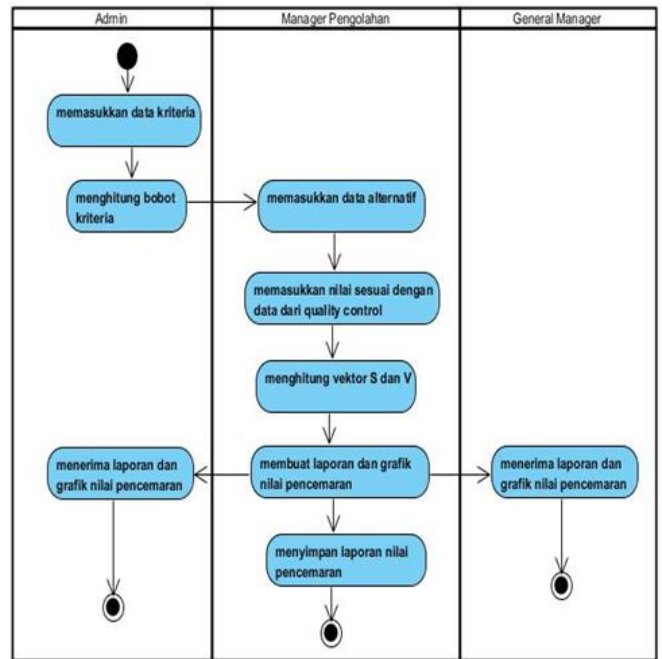 Admin
Manager Pengolahan
General Manager
memasukkan data kriteria
menghitung bobot
kriteria
memasukkan data alternatif
memasukkan nilai sesuai dengan
data dari quality control
menghitung vektor S dan V
menerima laporan dan
grafik nilai pencemaran
membuat laporan dan grafik
nilai pencemaran
menerima laporan dan
grafik nilai pencemaran
menyimpan laporan nilai
pencemaran